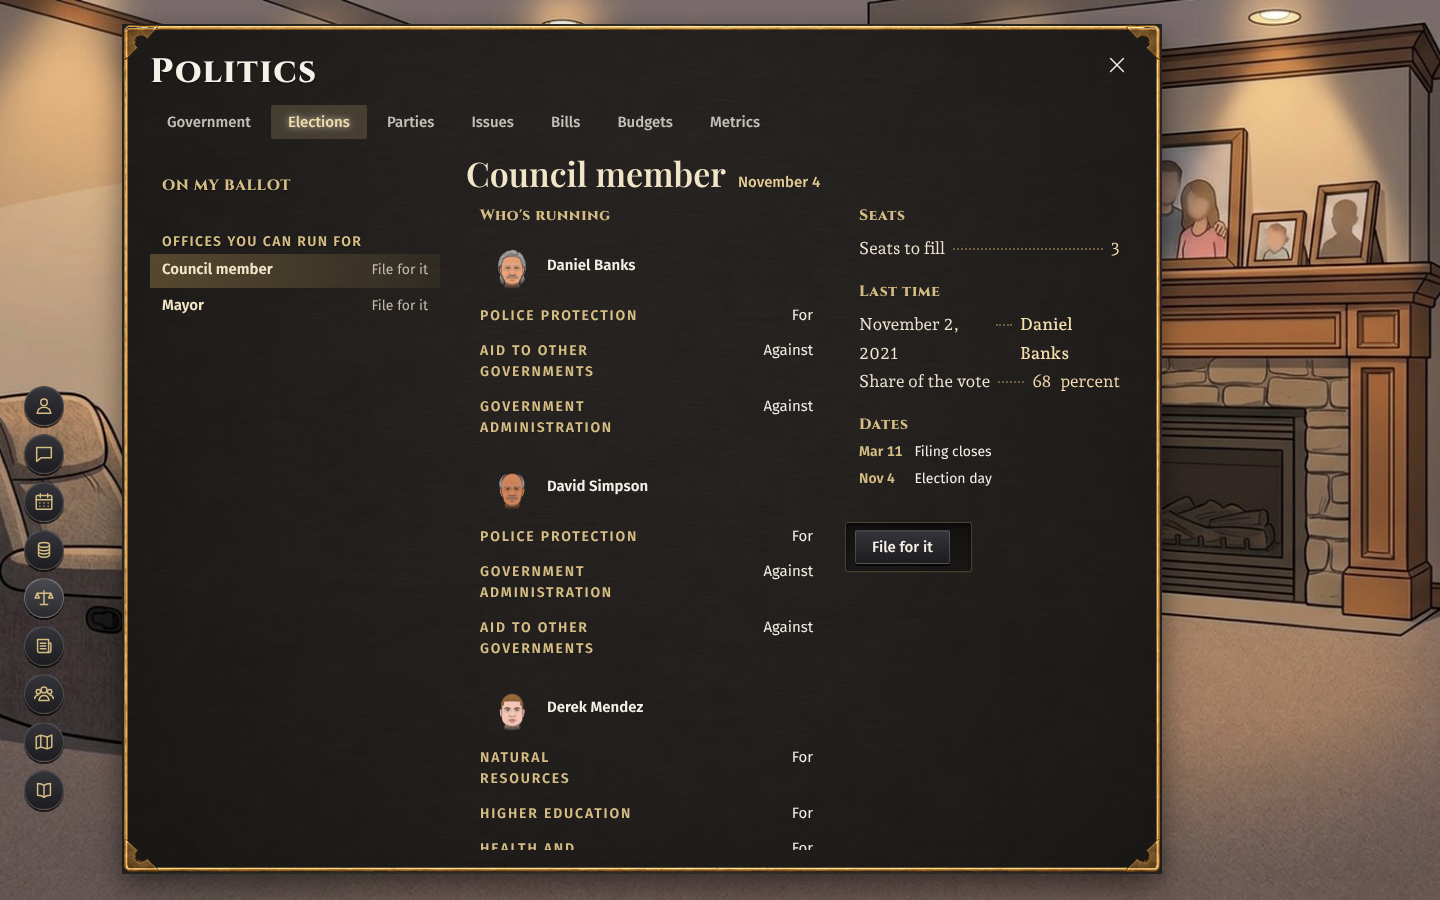 Politics
Government Elections Parties Issues Bills Budgets Metrics
On my ballot
Offices you can run for
Council member File for it
Mayor File for it
Council member November 4
Who's running
Daniel Banks
Police protection For
Aid to other Against
governments
Government Against
administration
David Simpson
Police protection For
Government Against
administration
Aid to other Against
governments
Derek Mendez
Natural For
resources
Higher education For
Health and For
Seats
Seats to fill 3
Last time
November 2, Daniel
2021 Banks
Share of the vote 68 percent
Dates
Mar 11 Filing closes
Nov 4 Election day
File for it